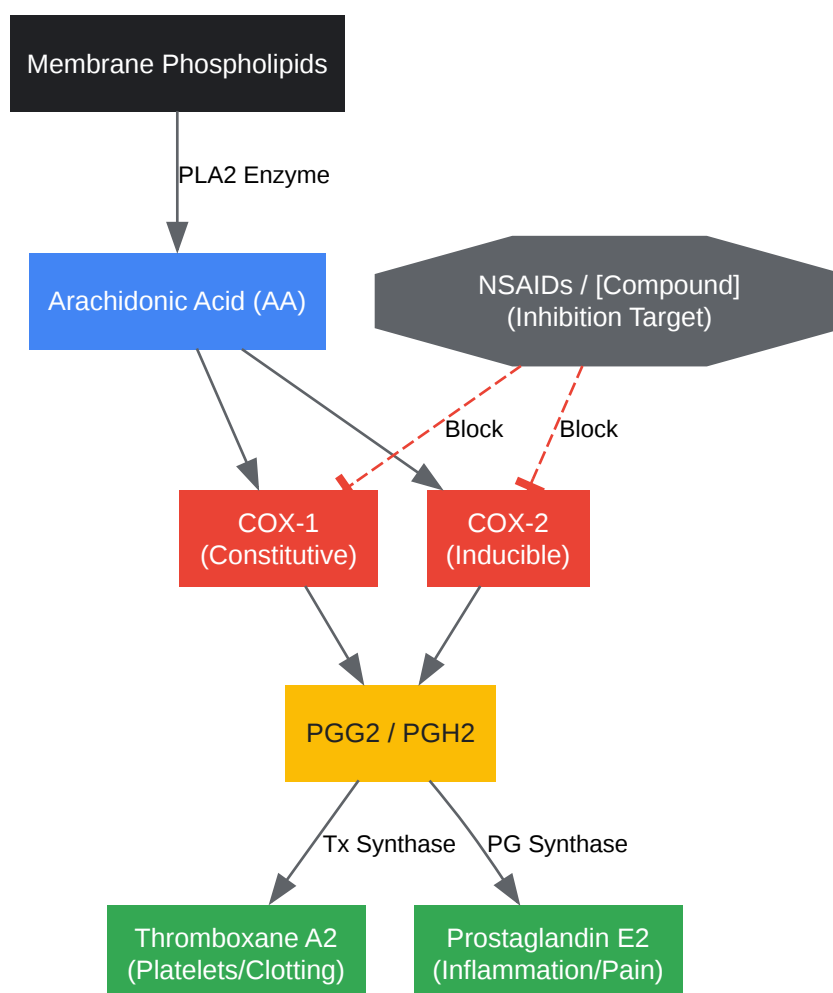 Membrane Phospholipids
PLA2 Enzyme
Arachidonic Acid (AA)
NSAIDs / [Compound]
(Inhibition Target)
Block
Block
COX-1
(Constitutive)
COX-2
(Inducible)
PGG2 / PGH2
Tx Synthase
PG Synthase
Thromboxane A2
(Platelets/Clotting)
Prostaglandin E2
(Inflammation/Pain)